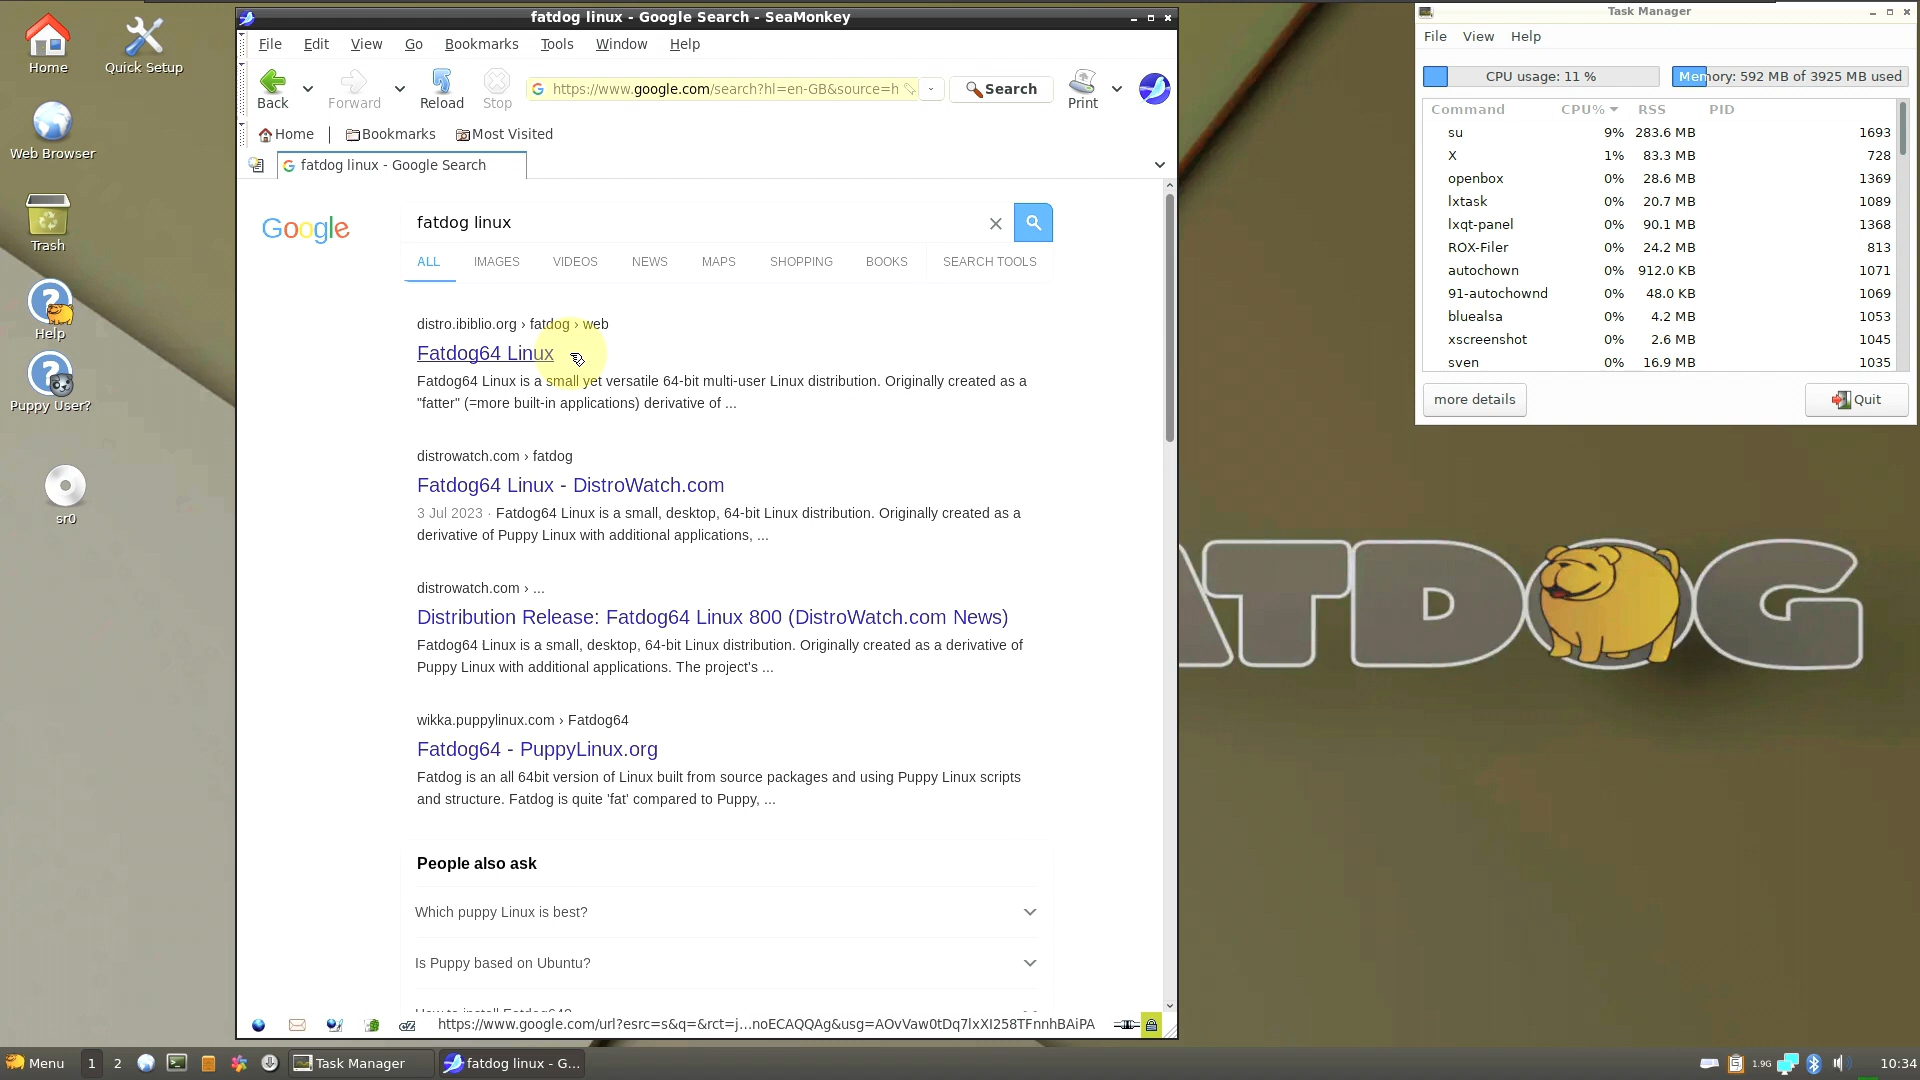 Home
Quick Setup
Web Browser
Trash
Help
Puppy User?
sr0
fatdog linux - Google Search - SeaMonkey
File Edit View Go Bookmarks Tools Window Help
Back Forward Reload Stop https://www.google.com/search?hl=en-GB&source=h Search Print
Home Bookmarks Most Visited
fatdog linux - Google Search
Google
fatdog linux
ALL IMAGES VIDEOS NEWS MAPS SHOPPING BOOKS SEARCH TOOLS
distro.ibiblio.org › fatdog › web
Fatdog64 Linux
Fatdog64 Linux is a small yet versatile 64-bit multi-user Linux distribution. Originally created as a
"fatter" (=more built-in applications) derivative of ...
distrowatch.com › fatdog
Fatdog64 Linux - DistroWatch.com
3 Jul 2023 · Fatdog64 Linux is a small, desktop, 64-bit Linux distribution. Originally created as a
derivative of Puppy Linux with additional applications, ...
distrowatch.com › ...
Distribution Release: Fatdog64 Linux 800 (DistroWatch.com News)
Fatdog64 Linux is a small, desktop, 64-bit Linux distribution. Originally created as a derivative of
Puppy Linux with additional applications. The project's ...
wikka.puppylinux.com › Fatdog64
Fatdog64 - PuppyLinux.org
Fatdog is an all 64bit version of Linux built from source packages and using Puppy Linux scripts
and structure. Fatdog is quite 'fat' compared to Puppy, ...
People also ask
Which puppy Linux is best?
Is Puppy based on Ubuntu?
https://www.google.com/url?esrc=s&q=&rct=j...noECAQQAg&usg=AOvVaw0tDq7lxXI258TFnnhBAiPA
Task Manager
File View Help
CPU usage: 11 % Memory: 592 MB of 3925 MB used
Command CPU% RSS PID
su 9% 283.6 MB 1693
X 1% 83.3 MB 728
openbox 0% 28.6 MB 1369
lxtask 0% 20.7 MB 1089
lxqt-panel 0% 90.1 MB 1368
ROX-Filer 0% 24.2 MB 813
autochown 0% 912.0 KB 1071
91-autochownd 0% 48.0 KB 1069
bluealsa 0% 4.2 MB 1053
xscreenshot 0% 2.6 MB 1045
sven 0% 16.9 MB 1035
more details Quit
ATDOG
Menu 1 2 Task Manager fatdog linux - G... 1.9G 10:34